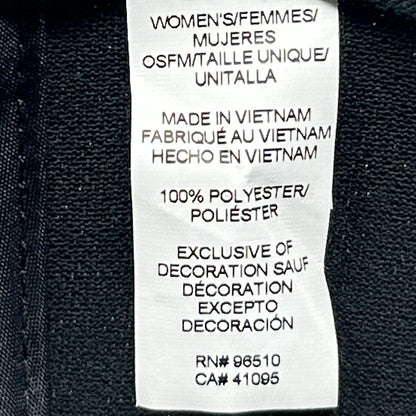 WOMEN'S/FEMMES/
MUJERES
OSFM/TAILLE UNIQUE/
UNITALLA
MADE IN VIETNAM
FABRIQUÉ AU VIETNAM
HECHO EN VIETNAM
100% POLYESTER/
POLIÉSTER
EXCLUSIVE OF
DECORATION SAUF
DÉCORATION
EXCEPTO
DECORACIÓN
RN# 96510
CA# 41095